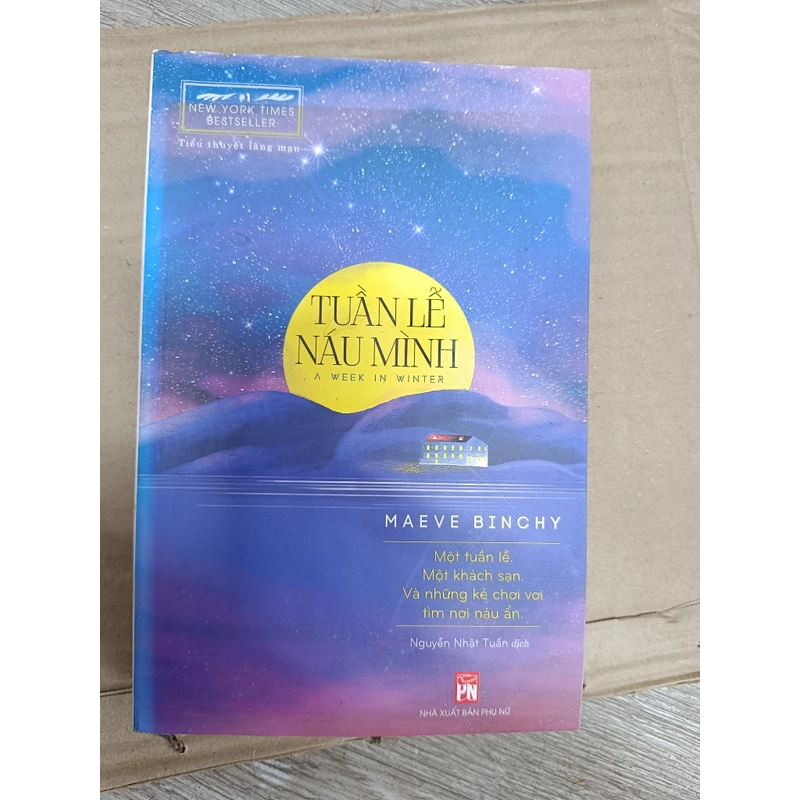 #1
NEW YORK TIMES
BESTSELLER
Tiểu thuyết lãng mạn
TUẦN LỄ
NÁU MÌNH
A WEEK IN WINTER
MAEVE BINCHY
Một tuần lễ.
Một khách sạn.
Và những kẻ chơi vơi
tìm nơi náu ẩn.
Nguyễn Nhật Tuấn dịch
PN
NHÀ XUẤT BẢN PHỤ NỮ